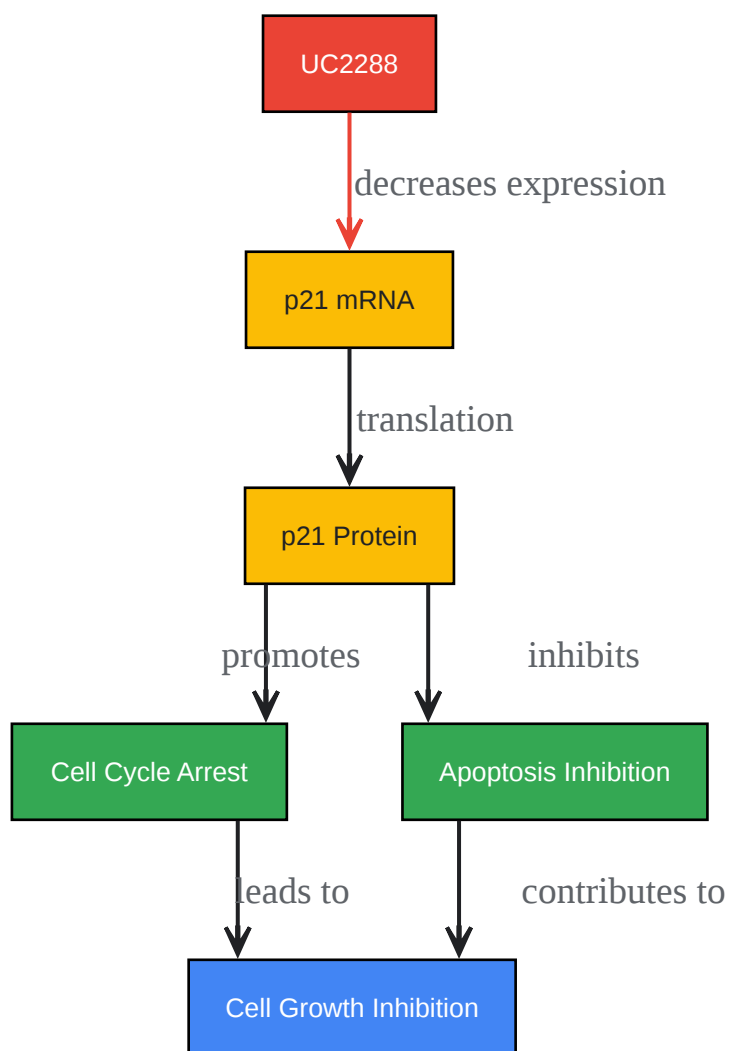 UC2288
decreases expression
p21 mRNA
translation
p21 Protein
promotes
inhibits
Cell Cycle Arrest
Apoptosis Inhibition
leads to
contributes to
Cell Growth Inhibition